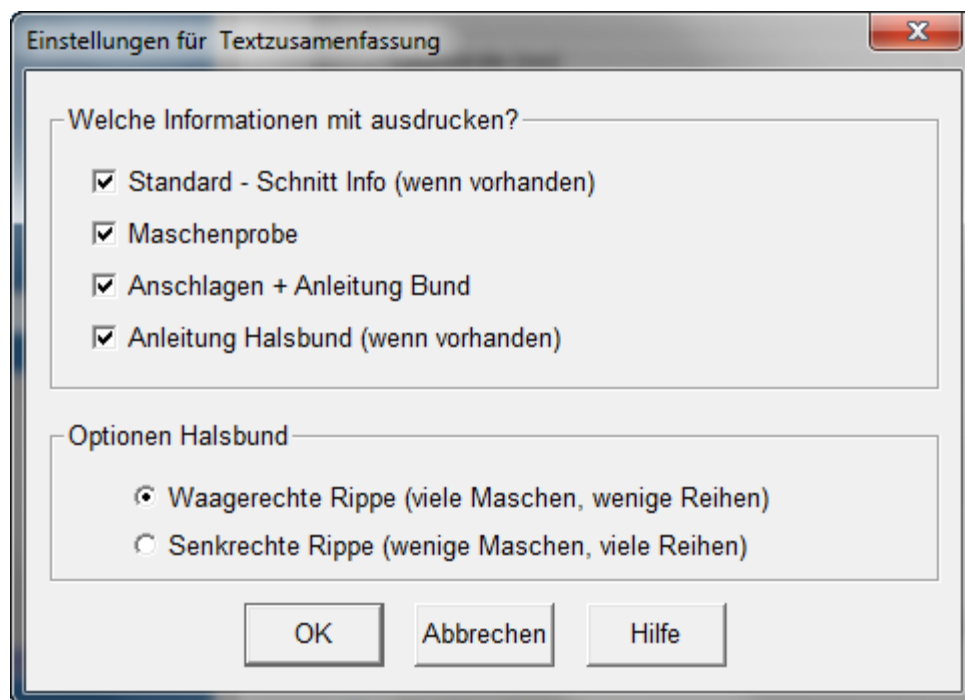 Einstellungen für Textzusamenfassung
Welche Informationen mit ausdrucken?
Standard - Schnitt Info (wenn vorhanden)
Maschenprobe
Anschlagen + Anleitung Bund
Anleitung Halsbund (wenn vorhanden)
Optionen Halsbund
Waagerechte Rippe (viele Maschen, wenige Reihen)
Senkrechte Rippe (wenige Maschen, viele Reihen)
OK Abbrechen Hilfe